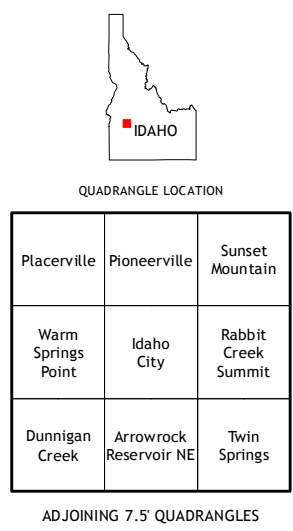 IDAHO
QUADRANGLE LOCATION
Placerville
Pioneerville
Sunset
Mountain
Warm
Springs
Point
Idaho
City
Rabbit
Creek
Summit
Dunnigan
Creek
Arrowrock
Reservoir NE
Twin
Springs
ADJOINING 7.5' QUADRANGLES